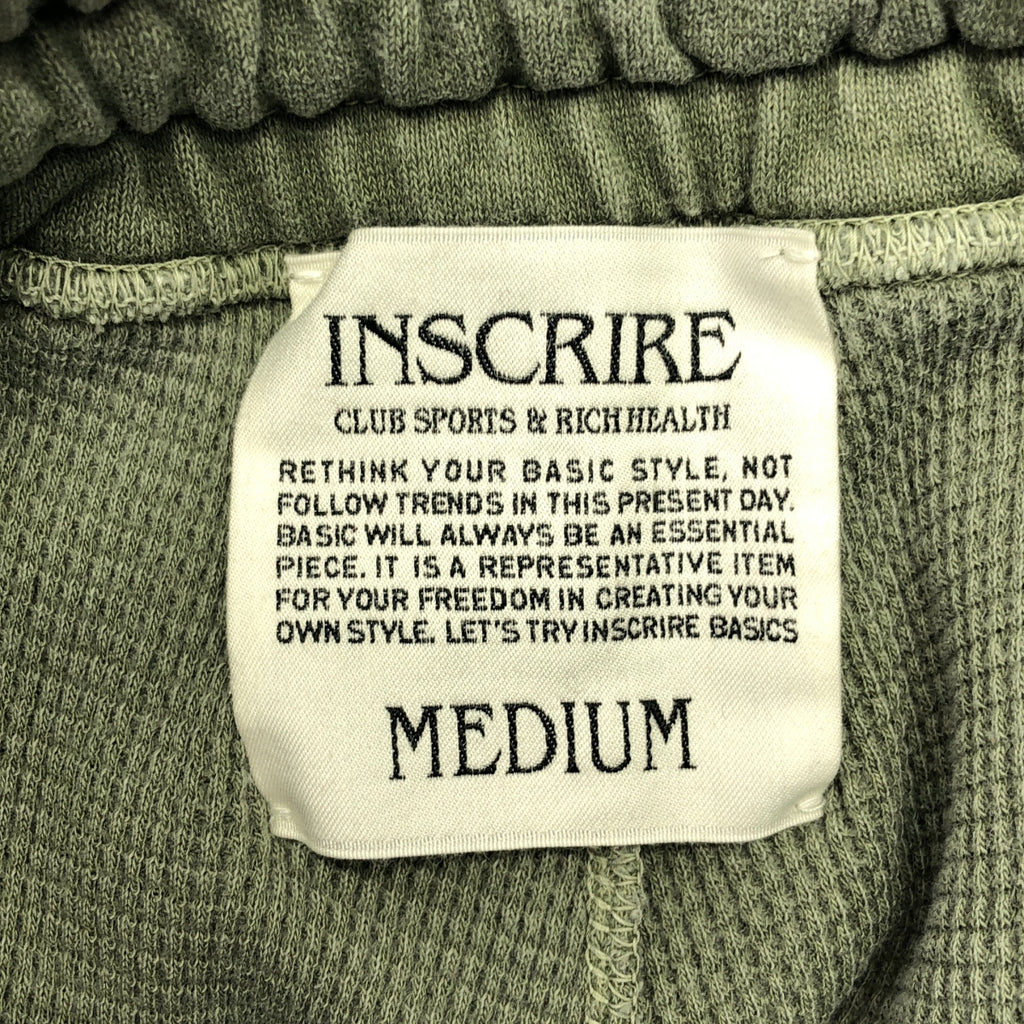 INSCRIRE
CLUB SPORTS & RICH HEALTH
RETHINK YOUR BASIC STYLE, NOT
FOLLOW TRENDS IN THIS PRESENT DAY.
BASIC WILL ALWAYS BE AN ESSENTIAL
PIECE. IT IS A REPRESENTATIVE ITEM
FOR YOUR FREEDOM IN CREATING YOUR
OWN STYLE. LET'S TRY INSCRIRE BASICS
MEDIUM